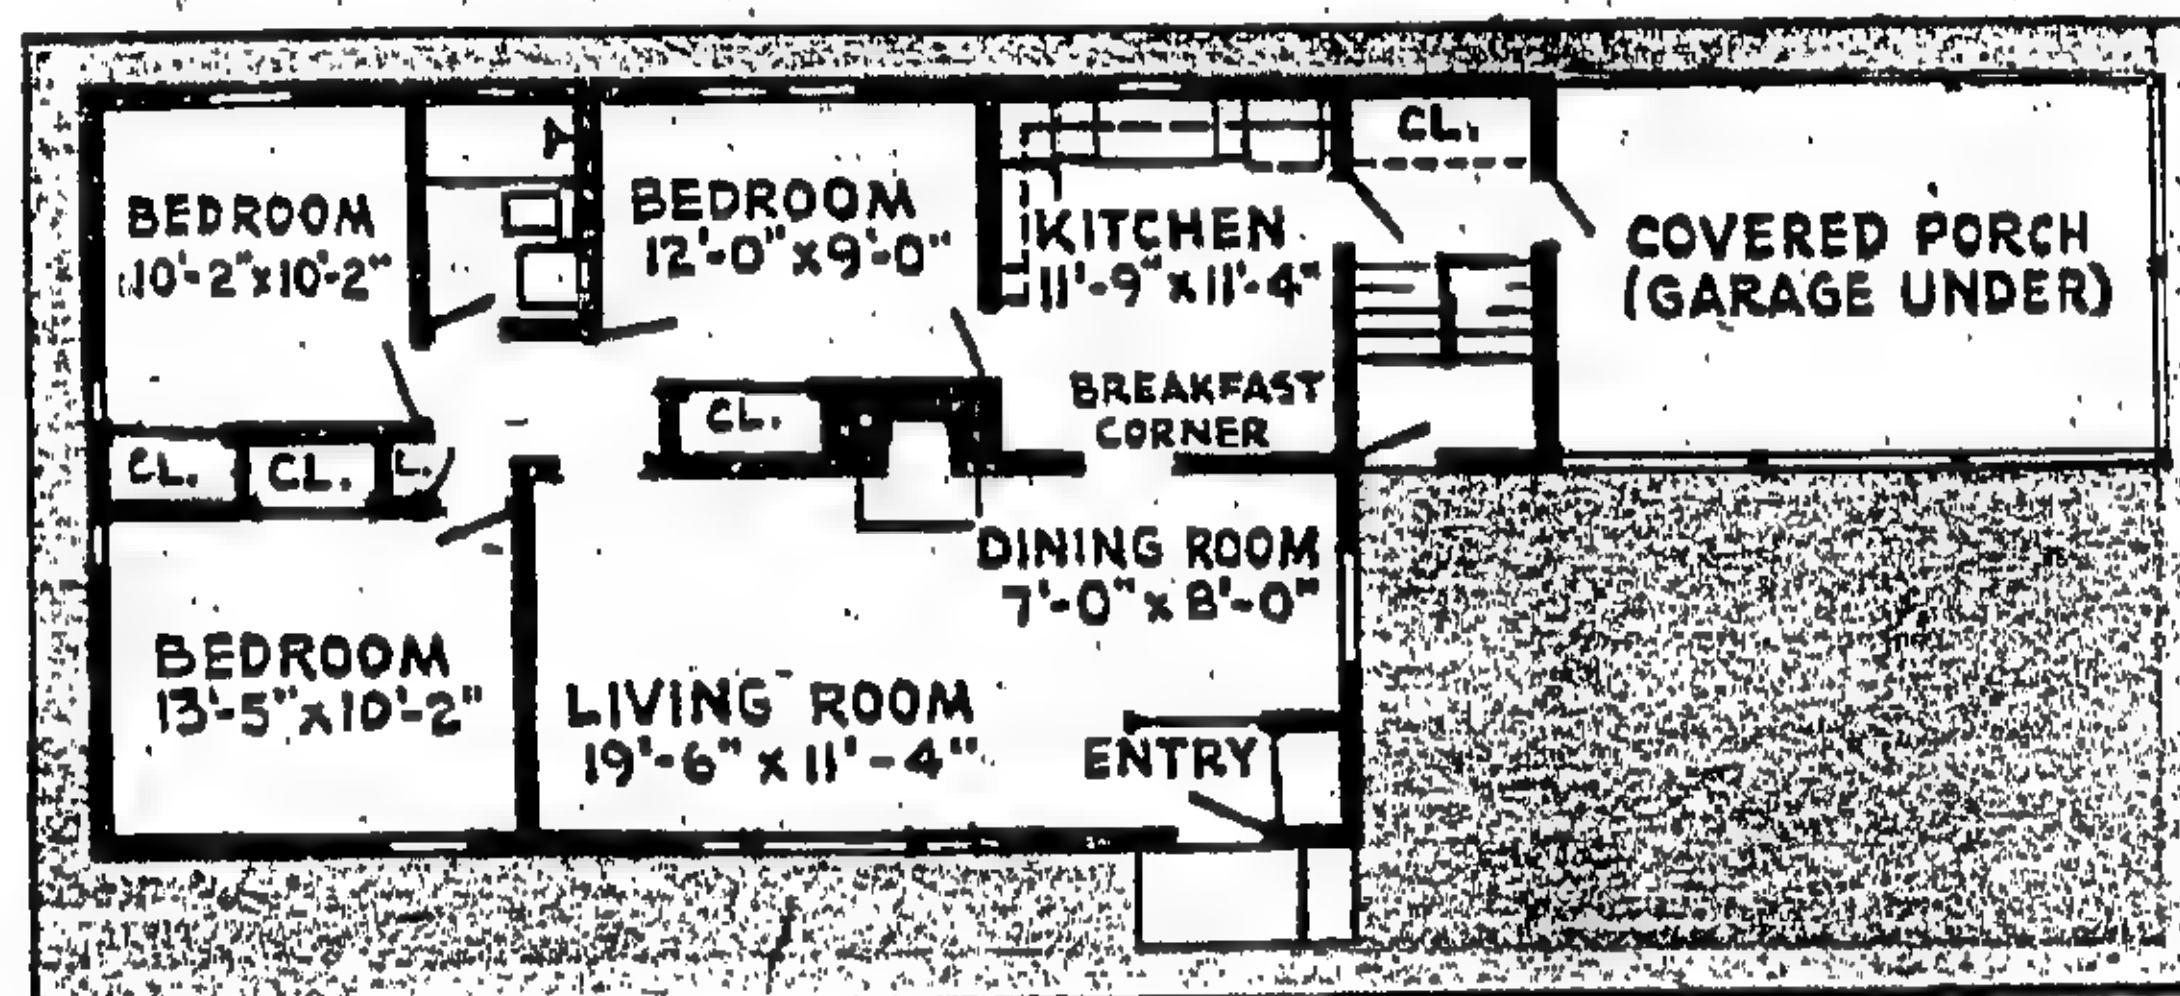 BEDROOM
10'-2"x10'-2"
BEDROOM
12'-0"x9'-0"
KITCHEN
11'-9"x11'-4"
CL.
COVERED PORCH
(GARAGE UNDER)
BREAKFAST
CORNER
CL.
CL.
CL.
L.
DINING ROOM
7'-0"x8'-0"
BEDROOM
13'-5"x10'-2"
LIVING ROOM
19'-6"x11'-4"
ENTRY